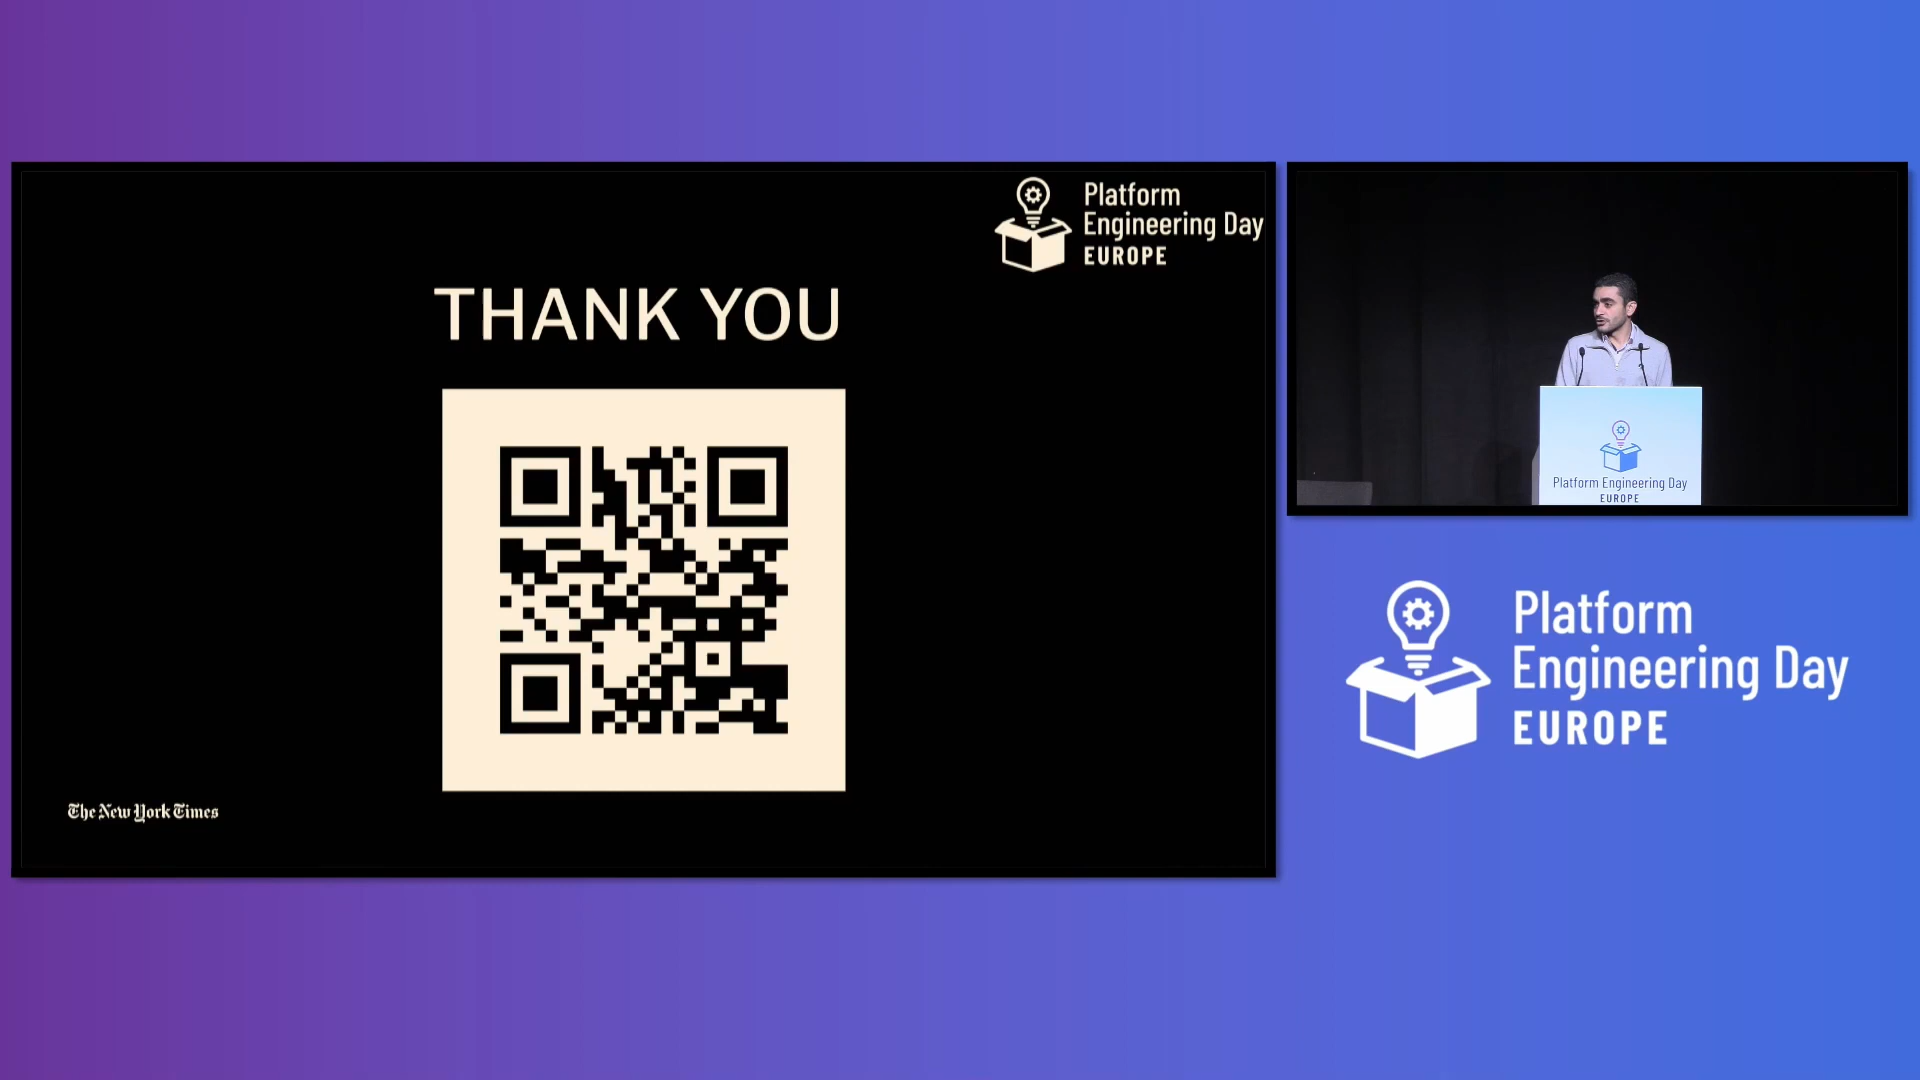 Platform
Engineering Day
EUROPE
THANK YOU
The New York Times
Platform Engineering Day
EUROPE
Platform
Engineering Day
EUROPE